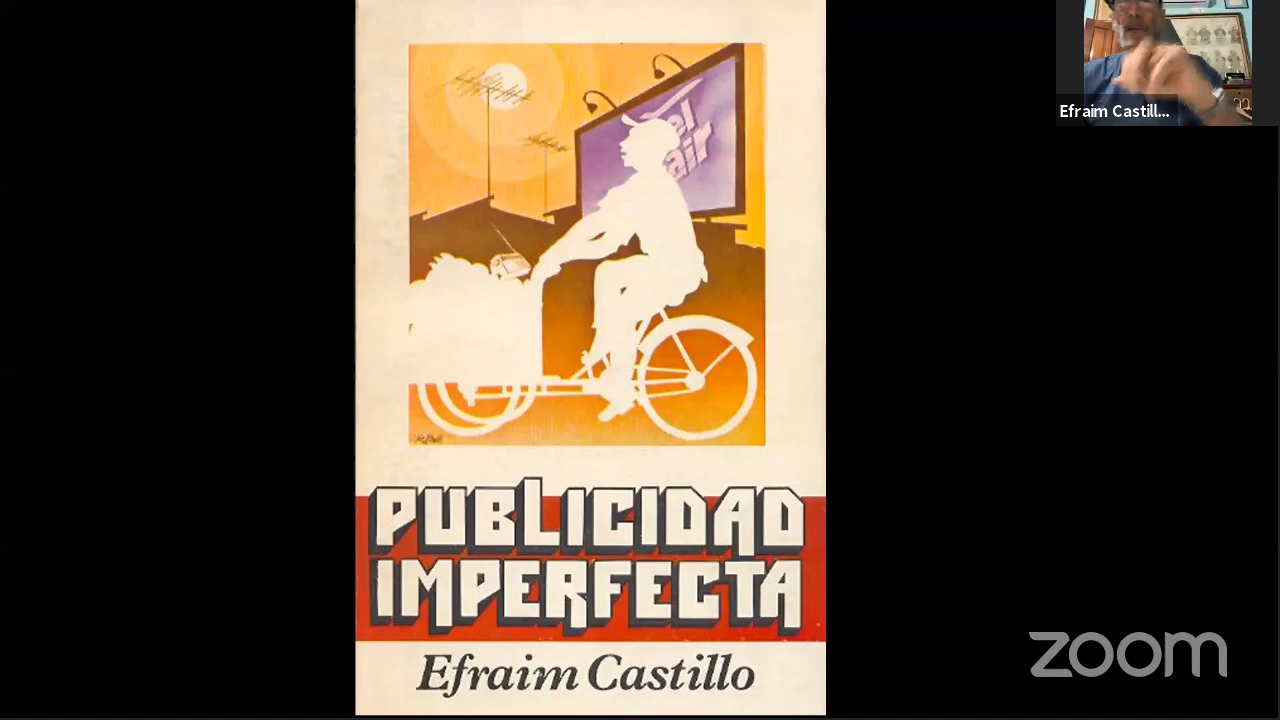 Efraim Castill...
PUBLICIDAD
IMPERFECTA
Efraim Castillo
zoom